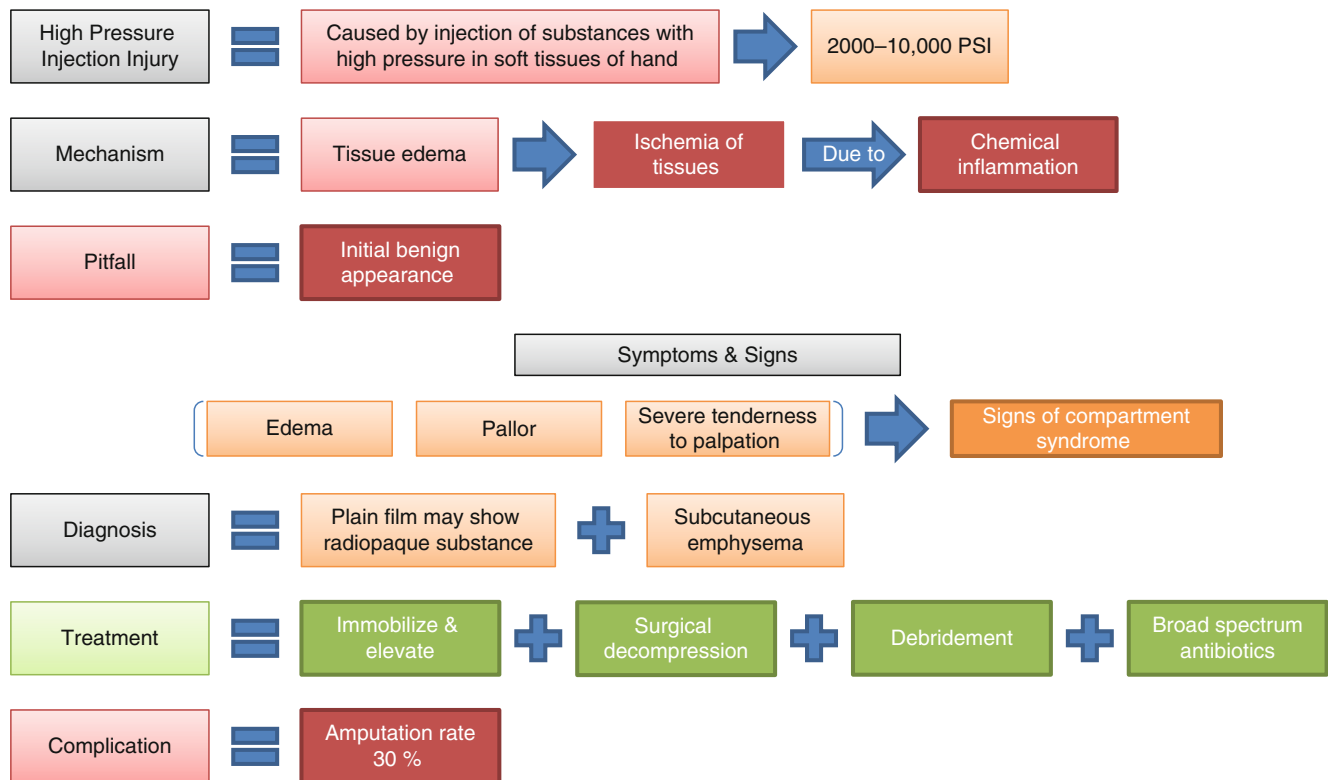 High Pressure
Injection Injury
Caused by injection of substances with
high pressure in soft tissues of hand
2000–10,000 PSI
Mechanism
Tissue edema
Ischemia of
tissues
Due to
Chemical
inflammation
Pitfall
Initial benign
appearance
Symptoms & Signs
Edema
Pallor
Severe tenderness
to palpation
Signs of compartment
syndrome
Diagnosis
Plain film may show
radiopaque substance
Subcutaneous
emphysema
Treatment
Immobilize &
elevate
Surgical
decompression
Debridement
Broad spectrum
antibiotics
Complication
Amputation rate
30 %